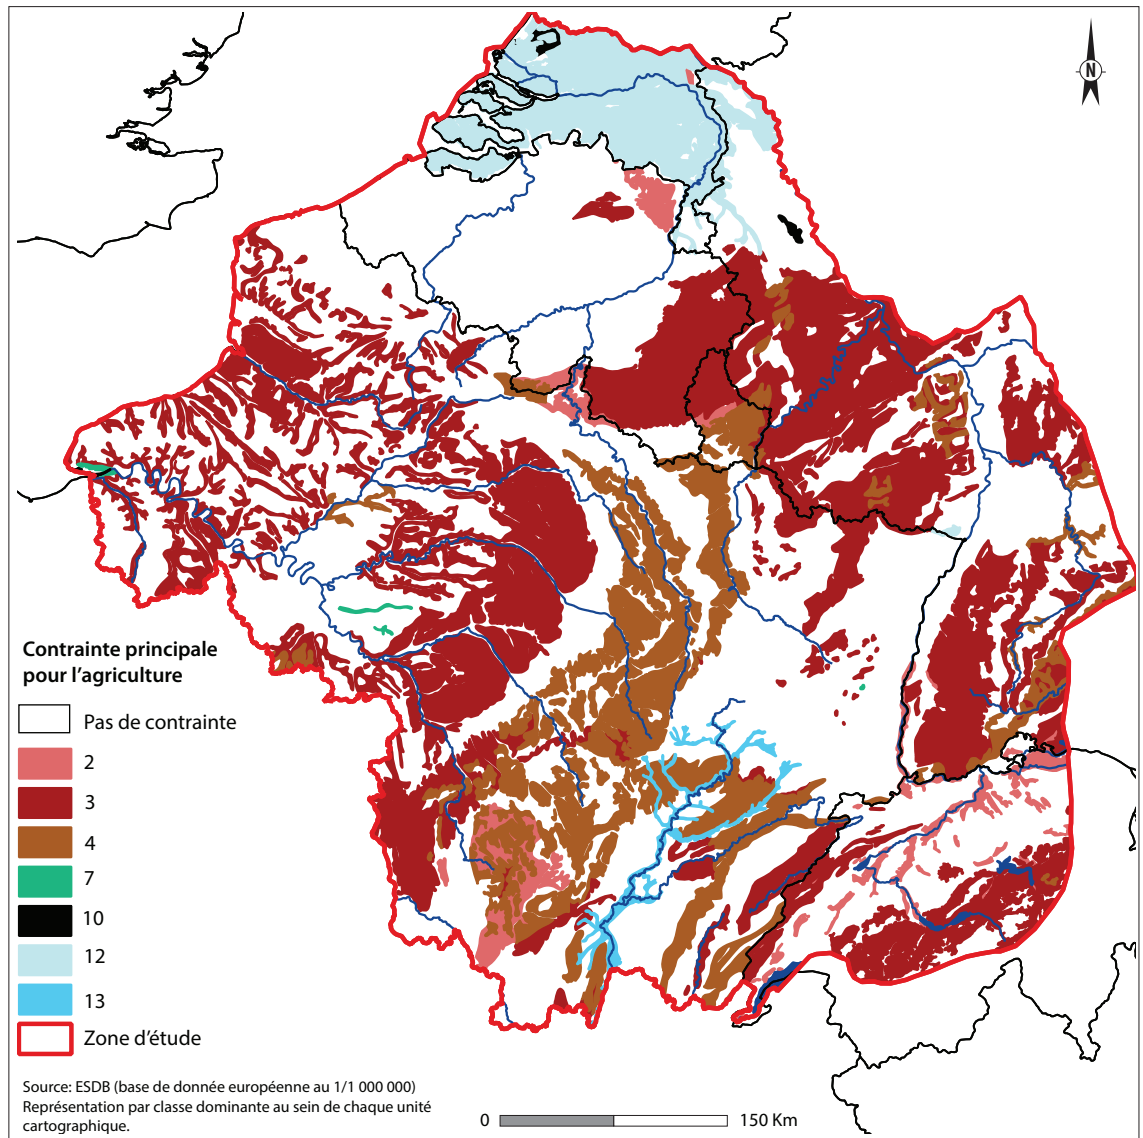 N
Contrainte principale
pour l'agriculture
Pas de contrainte
2
3
4
7
10
12
13
Zone d'étude
Source: ESDB (base de donnée européenne au 1/1 000 000)
Représentation par classe dominante au sein de chaque unité
cartographique.
0 150 Km